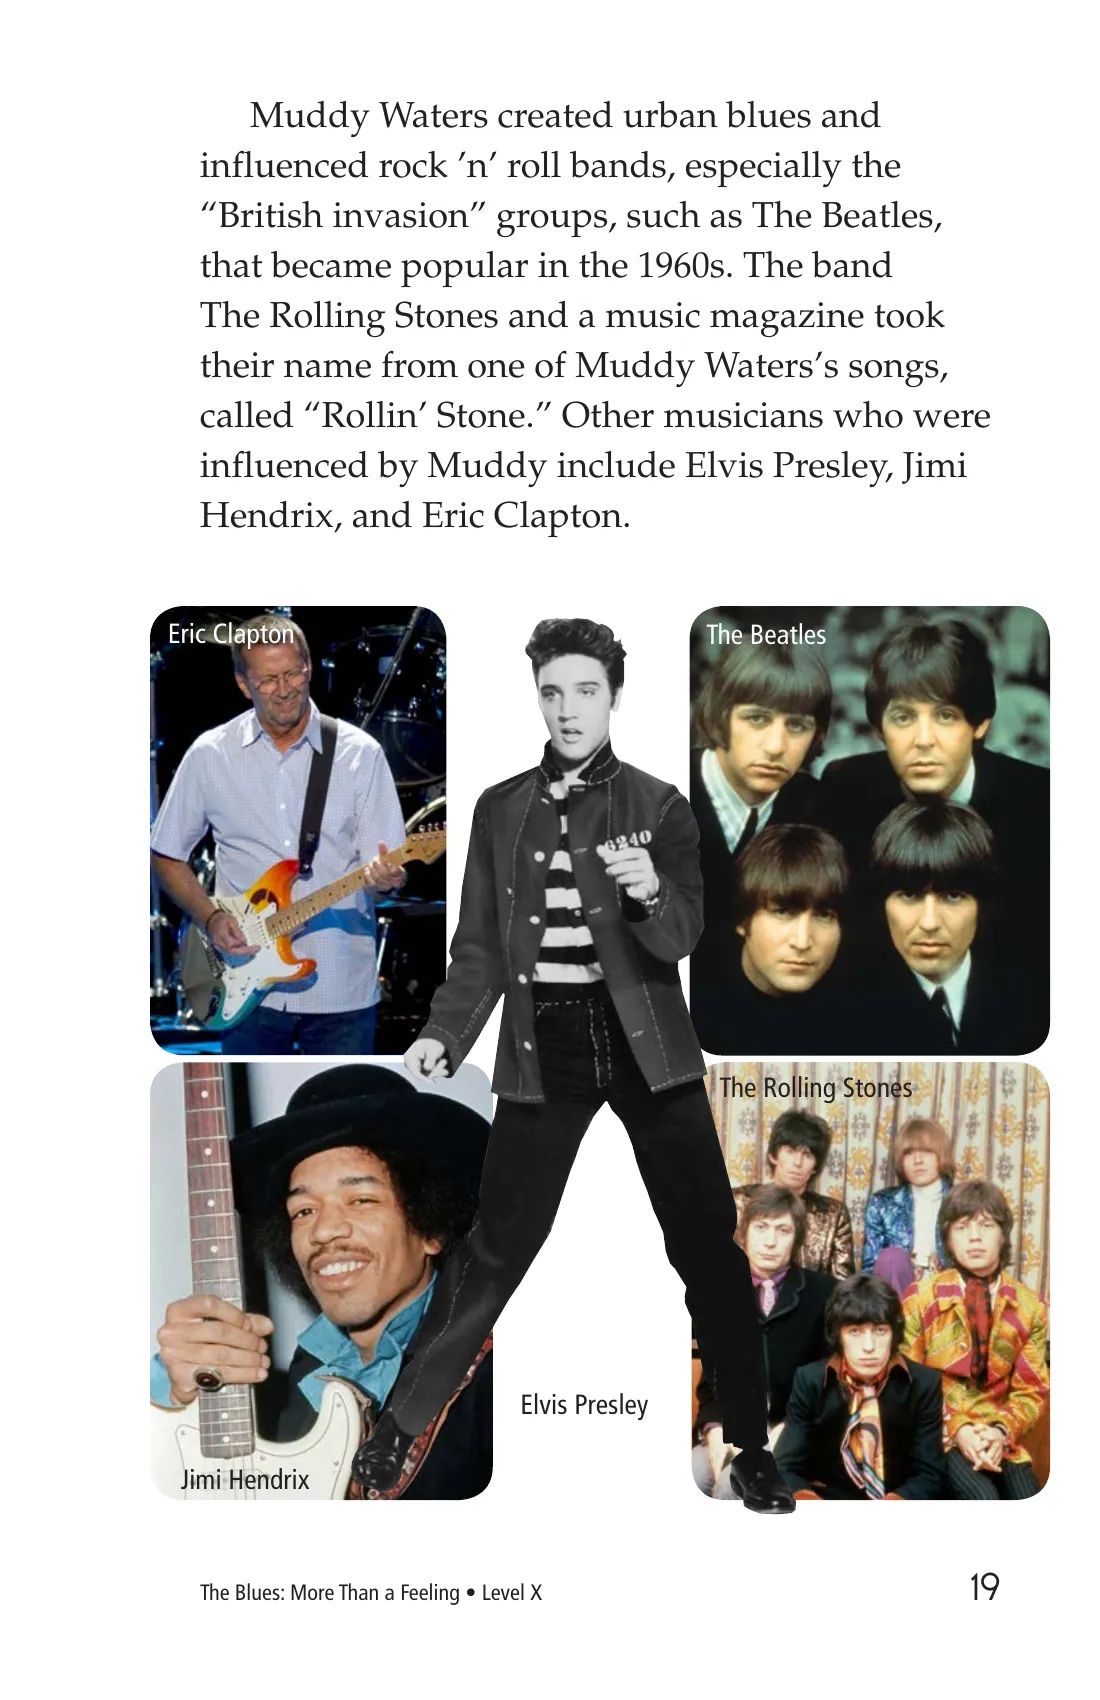 Muddy Waters created urban blues and
influenced rock ’n’ roll bands, especially the
“British invasion” groups, such as The Beatles,
that became popular in the 1960s. The band
The Rolling Stones and a music magazine took
their name from one of Muddy Waters’s songs,
called “Rollin’ Stone.” Other musicians who were
influenced by Muddy include Elvis Presley, Jimi
Hendrix, and Eric Clapton.
Eric Clapton
The Beatles
6240
The Rolling Stones
Elvis Presley
Jimi Hendrix
The Blues: More Than a Feeling • Level X
19